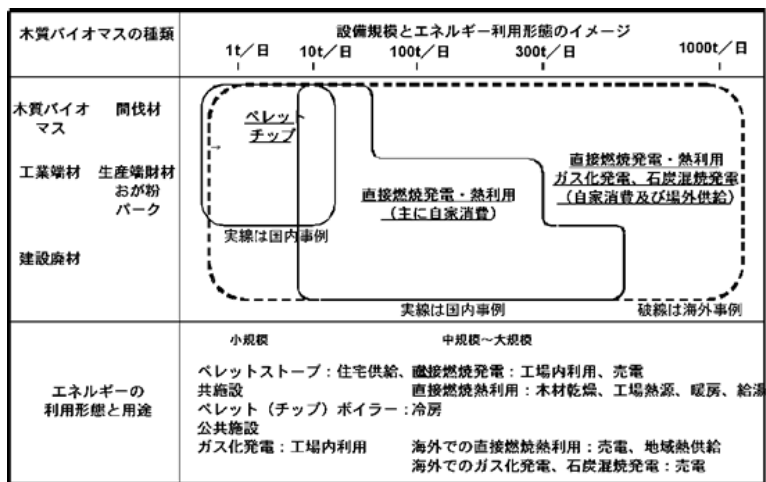 木質バイオマスの種類
設備規模とエネルギー利用形態のイメージ
1t／日 10t／日 100t／日 300t／日 1000t／日
木質バイオマス 間伐材
工業端材 生産端財材
おが粉
バーク
建設廃材
ペレット
チップ
直接燃焼発電・熱利用
（主に自家消費）
直接燃焼発電・熱利用
ガス化発電、石炭混焼発電
（自家消費及び場外供給）
実線は国内事例
実線は国内事例
破線は海外事例
エネルギーの
利用形態と用途
小規模
ペレットストーブ：住宅供給、
共施設
ペレット（チップ）ボイラー：
公共施設
ガス化発電：工場内利用
中規模～大規模
直接燃焼発電：工場内利用、売電
直接燃焼熱利用：木材乾燥、工場熱源、暖房、給湯
冷房
海外での直接燃焼熱利用：売電、地域熱供給
海外でのガス化発電、石炭混焼発電：売電